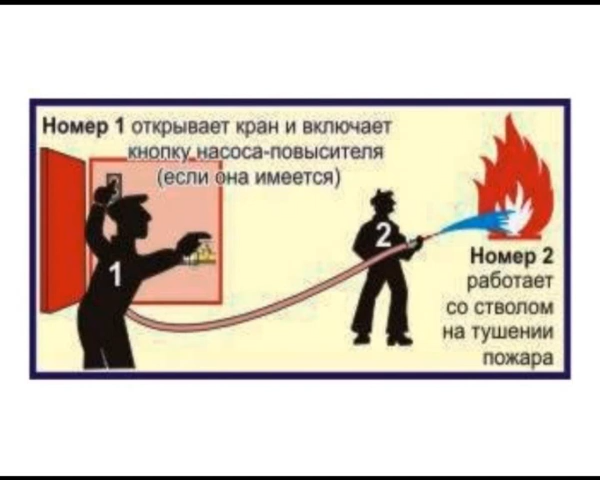 Номер 1 открывает кран и включает
кнопку насоса-повысителя
(если она имеется)
1
2
Номер 2
работает
со стволом
на тушении
пожара